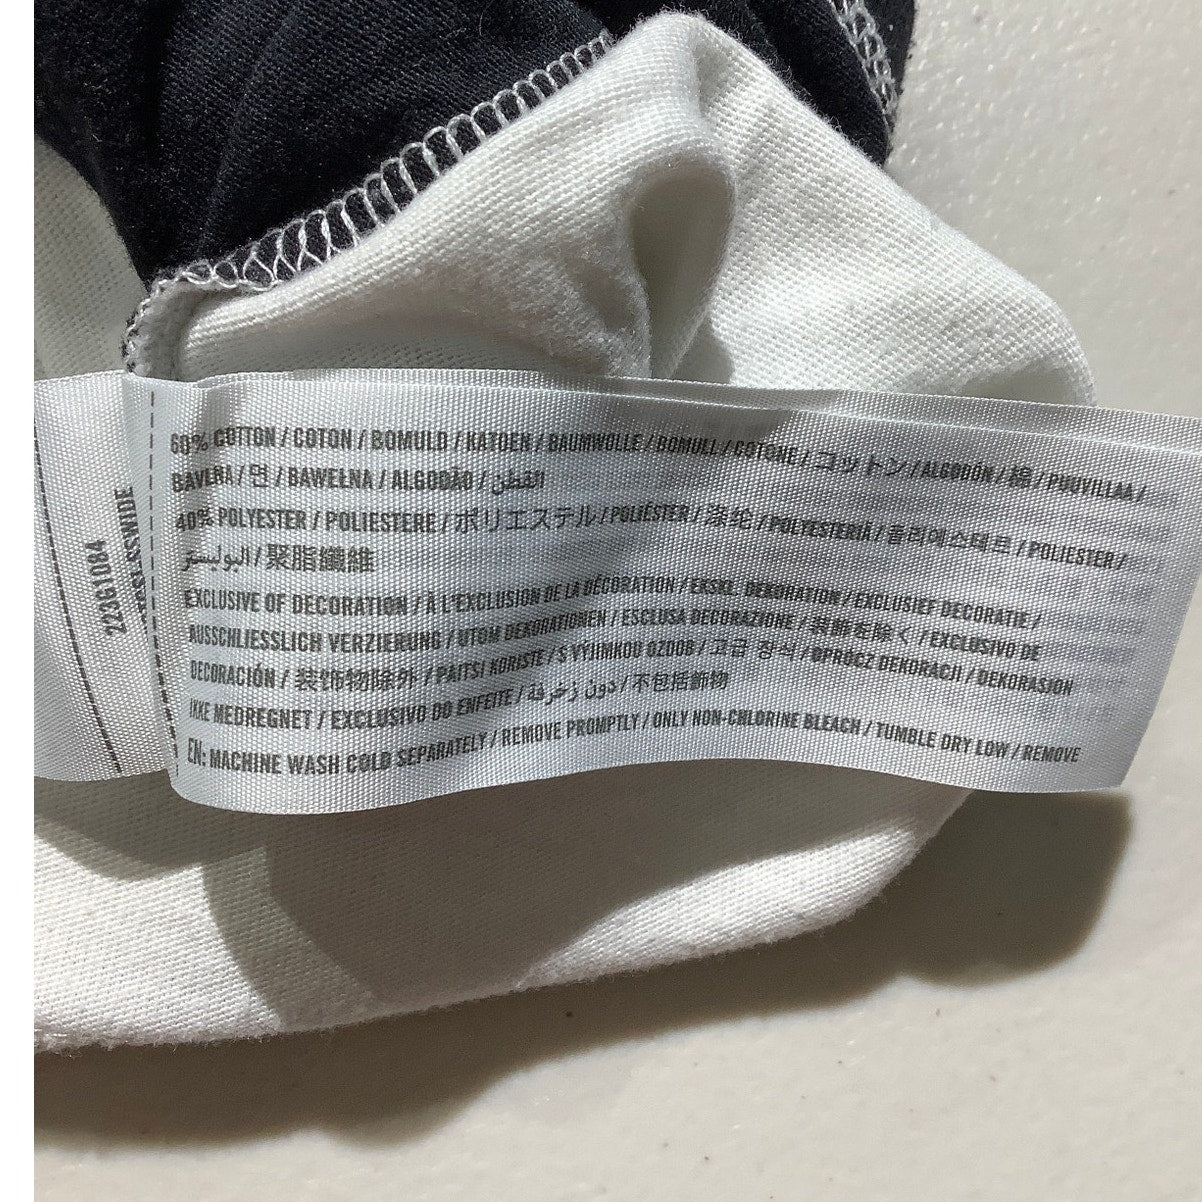 60% COTTON / COTON / BOMULD / KATOEN / BAUMWOLLE / BOMULL / COTONE / コットン / ALGODÓN / 棉 / PUUVILLAA /
BAVLNA / 면 / BAWEŁNA / ALGODÃO / القطن
40% POLYESTER / POLIESTERE / ポリエステル / POLIÉSTER / 涤纶 / POLYESTERIÄ / 폴리에스테르 / POLIESTER /
البوليستر / 聚脂纖維
EXCLUSIVE OF DECORATION / À L'EXCLUSION DE LA DÉCORATION / EKSKL. DEKORATION / EXCLUSIEF DECORATIE /
AUSSCHLIESSLICH VERZIERUNG / UTOM DEKORATIONEN / ESCLUSA DECORAZIONE / 装飾を除く / EXCLUSIVO DE
DECORACIÓN / 装饰物除外 / PAITSI KORISTE / S VÝJIMKOU OZDOB / 고급 장식 / OPRÓCZ DEKORACJI / DEKORASJON
IKKE MEDREGNET / EXCLUSIVO DO ENFEITE / دون زخرفة / 不包括飾物
EN: MACHINE WASH COLD SEPARATELY / REMOVE PROMPTLY / ONLY NON-CHLORINE BLEACH / TUMBLE DRY LOW / REMOVE
223G1084